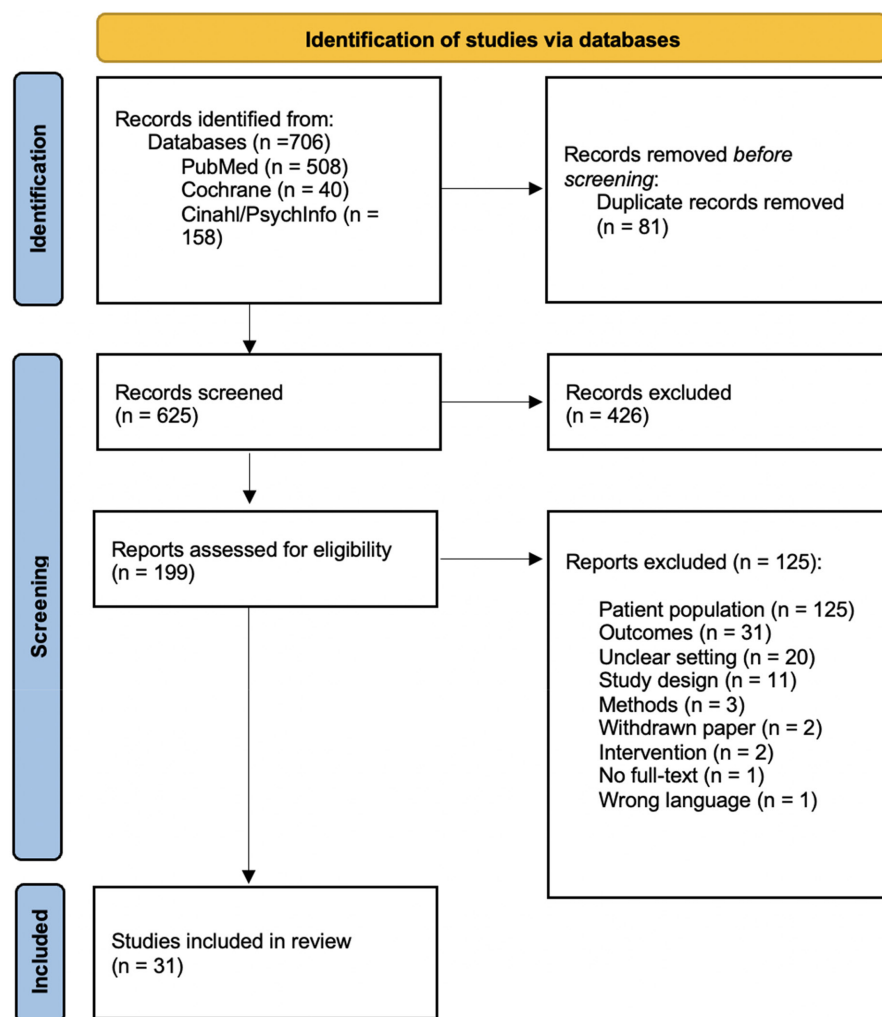 Identification of studies via databases
Identification
Records identified from:
Databases (n =706)
PubMed (n = 508)
Cochrane (n = 40)
Cinahl/PsychInfo (n =
158)
Records removed before
screening:
Duplicate records removed
(n = 81)
Screening
Records screened
(n = 625)
Records excluded
(n = 426)
Reports assessed for eligibility
(n = 199)
Reports excluded (n = 125):
Patient population (n = 125)
Outcomes (n = 31)
Unclear setting (n = 20)
Study design (n = 11)
Methods (n = 3)
Withdrawn paper (n = 2)
Intervention (n = 2)
No full-text (n = 1)
Wrong language (n = 1)
Included
Studies included in review
(n = 31)